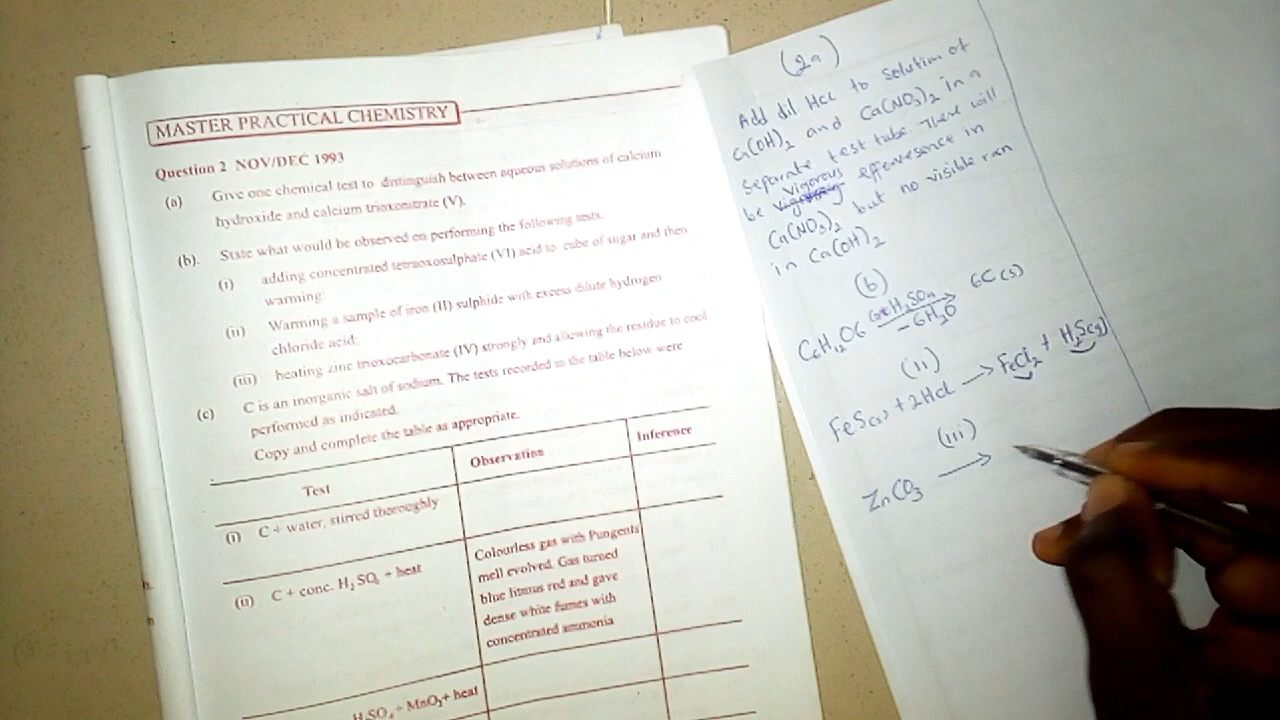 MASTER PRACTICAL CHEMISTRY
Question 2 NOV/DEC 1993
(a) Give one chemical test to distinguish between aqueous solutions of calcium
hydroxide and calcium trioxonitrate (V).
(b). State what would be observed on performing the following tests.
(i) adding concentrated tetraoxosulphate (VI) acid to cube of sugar and then
warming:
(ii) Warming a sample of iron (II) sulphide with excess dilute hydrogen
chloride acid:
(iii) heating zinc trioxocarbonate (IV) strongly and allowing the residue to cool
(c) C is an inorganic salt of sodium. The tests recorded in the table below were
performed as indicated.
Copy and complete the table as appropriate.
Test Observation Inference
(i) C + water, stirred thoroughly
(ii) C + conc. H₂SO₄ + heat
Colourless gas with Pungents
mell evolved. Gas turned
blue litmus red and gave
dense white fumes with
concentrated ammonia
H₂SO₄ + MnO₂ + heat
(2a)
Add dil HCl to solution of
Ca(OH)₂ and Ca(NO₃)₂ in a
separate test tube. There will
be vigorous effervesence in
Ca(NO₃)₂ but no visible rxn
in Ca(OH)₂
(b)
C₆H₁₂O6 H₂SO₄ → 6C(s)
-6H₂O
(ii)
FeS(s) + 2HCl → FeCl₂ + H₂S(g)
(iii)
ZnCO₃ →